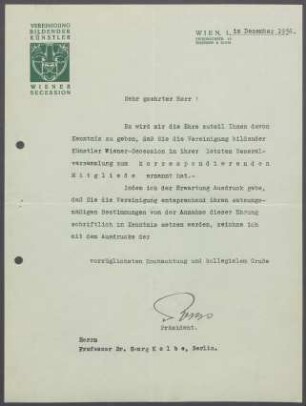 VEREINIGUNG
BILDENDER
KÜNSTLER
WIENER
SECESSION
WIEN, I.,
im Dezember 1936.
Sehr geehrter Herr !
Es wird mir die Ehre zuteil Ihnen davon
Kenntnis zu geben, daß Sie die Vereinigung bildender
Künstler Wiener-Secession in ihrer letzten General-
versammlung zum korrespondierenden
Mitgliede ernannt hat.-
Indem ich der Erwartung Ausdruck gebe,
daß Sie die Vereinigung entsprechend ihren satzungs-
mäßigen Bestimmungen von der Annahme dieser Ehrung
schriftlich in Kenntnis setzen werden, zeichne ich
mit dem Ausdrucke der
vorzüglichsten Hochachtung und kollegialen Gruße
Präsident.
Herrn
Professor Dr. Georg Kolbe, Berlin.